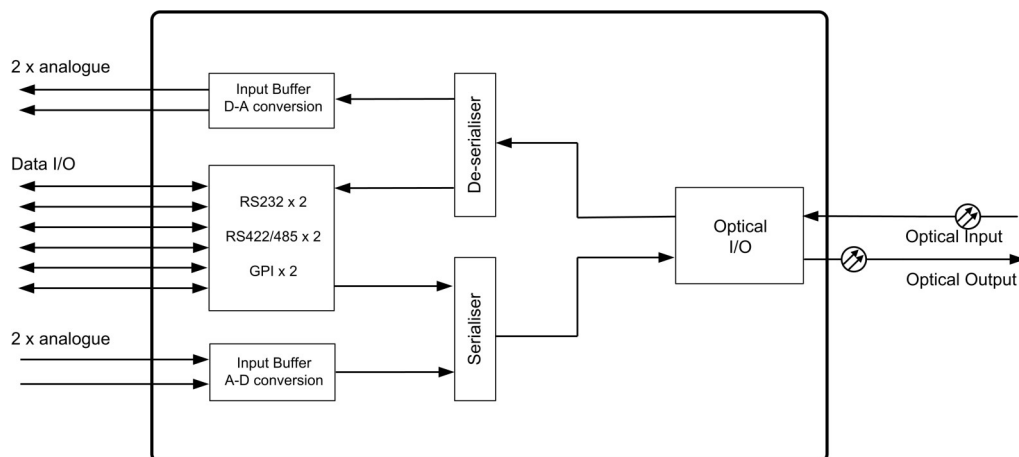 2 x analogue
Input Buffer
D-A conversion
De-serialiser
Data I/O
RS232 x 2
RS422/485 x 2
GPI x 2
Optical
I/O
Optical Input
Optical Output
Serialiser
2 x analogue
Input Buffer
A-D conversion